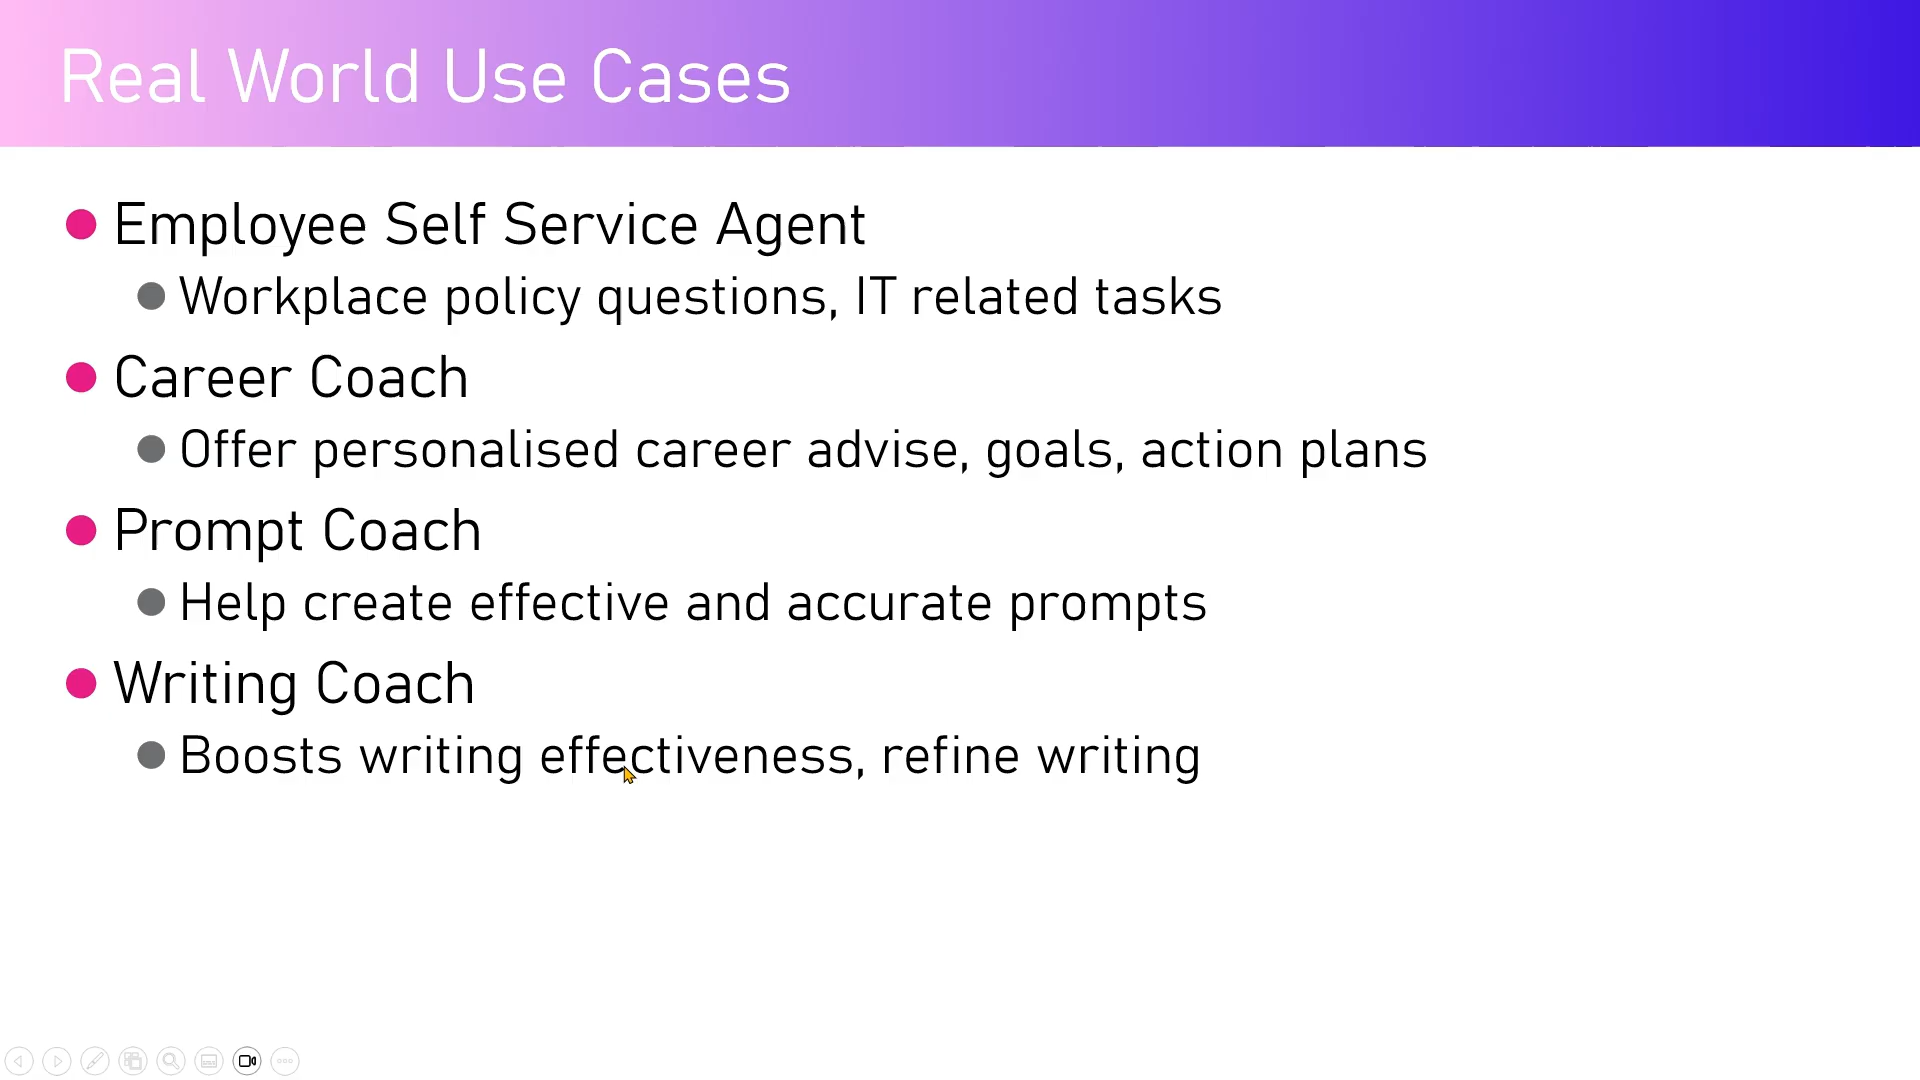 Real World Use Cases
Employee Self Service Agent
Workplace policy questions, IT related tasks
Career Coach
Offer personalised career advise, goals, action plans
Prompt Coach
Help create effective and accurate prompts
Writing Coach
Boosts writing effectiveness, refine writing